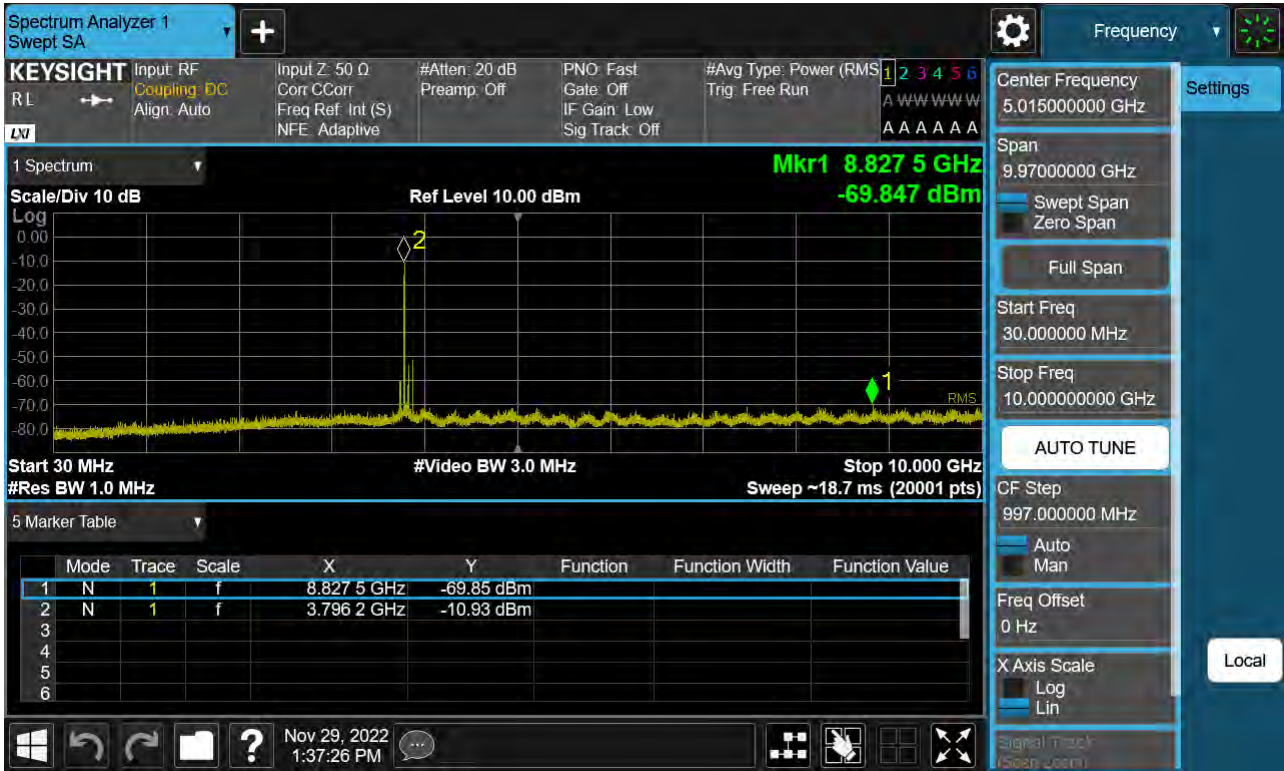 Spectrum Analyzer 1
Swept SA
Frequency
KEYSIGHT
RL
LXI
Input: RF
Coupling: DC
Align: Auto
Input Z: 50 Ω
Corr CCorr
Freq Ref: Int (S)
NFE: Adaptive
#Atten: 20 dB
Preamp: Off
PNO: Fast
Gate: Off
IF Gain: Low
Sig Track: Off
#Avg Type: Power (RMS
Trig: Free Run
1 2 3 4 5 6
A W W W W W
A A A A A A
1 Spectrum
Mkr1 8.827 5 GHz
-69.847 dBm
Scale/Div 10 dB
Ref Level 10.00 dBm
Log
0.00
-10.0
-20.0
-30.0
-40.0
-50.0
-60.0
-70.0
-80.0
2
1
RMS
Start 30 MHz
#Video BW 3.0 MHz
Stop 10.000 GHz
#Res BW 1.0 MHz
Sweep ~18.7 ms (20001 pts)
5 Marker Table
Mode Trace Scale X Y Function Function Width Function Value
1 N 1 f 8.827 5 GHz -69.85 dBm
2 N 1 f 3.796 2 GHz -10.93 dBm
3
4
5
6
Nov 29, 2022
1:37:26 PM
Center Frequency
5.015000000 GHz
Span
9.97000000 GHz
Swept Span
Zero Span
Full Span
Start Freq
30.000000 MHz
Stop Freq
10.000000000 GHz
AUTO TUNE
CF Step
997.000000 MHz
Auto
Man
Freq Offset
0 Hz
X Axis Scale
Log
Lin
Signal Track
(Span Zoom)
Settings
Local